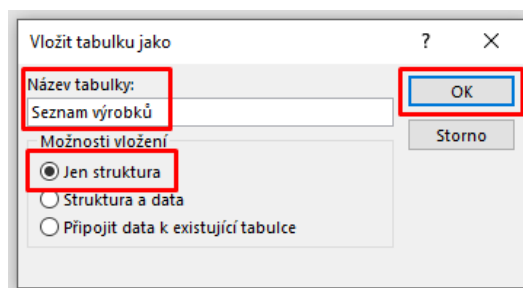 Vložit tabulku jako ? ×
Název tabulky:
OK
Seznam výrobků
Storno
Možnosti vložení
Jen struktura
Struktura a data
Připojit data k existující tabulce